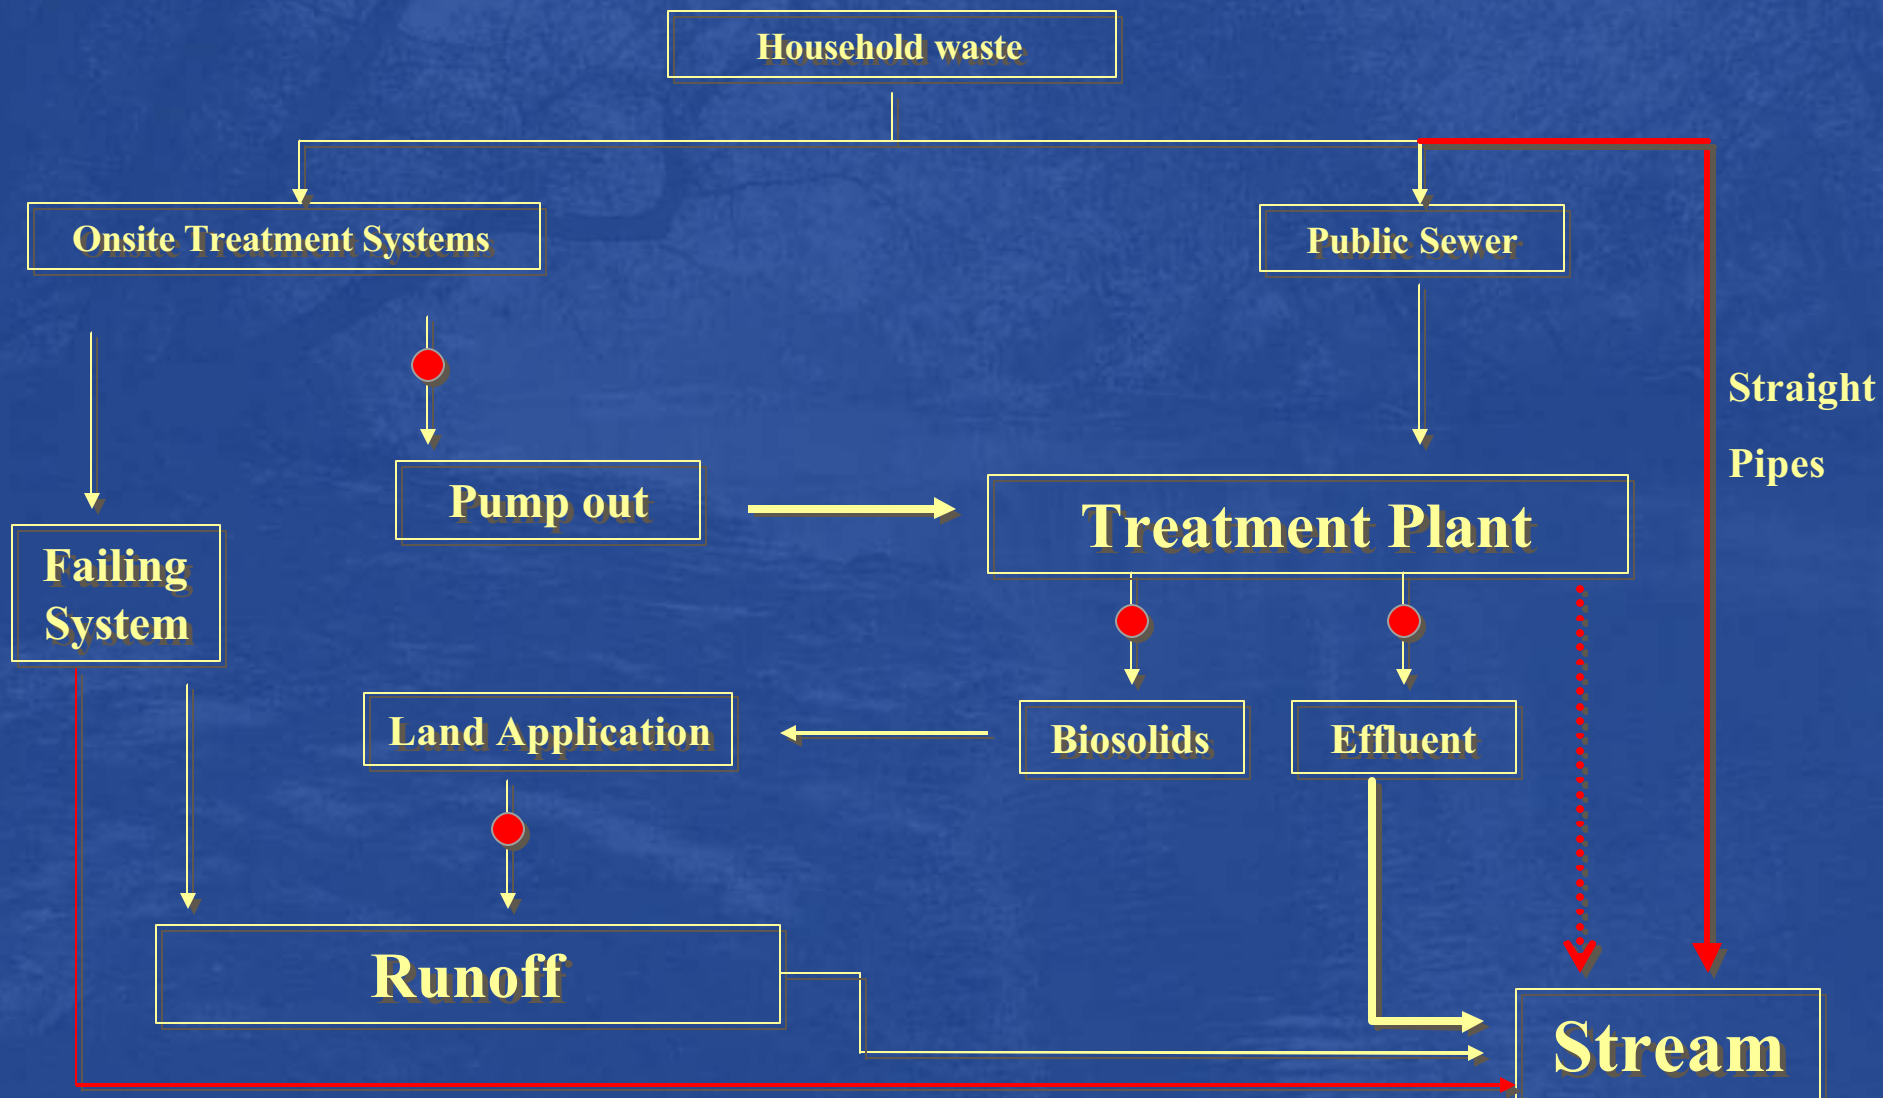 Household waste
Onsite Treatment Systems
Public Sewer
Straight
Pipes
Pump out
Treatment Plant
Failing
System
Land Application
Biosolids
Effluent
Runoff
Stream